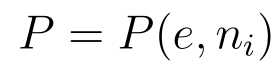 P = P(e, n_i)